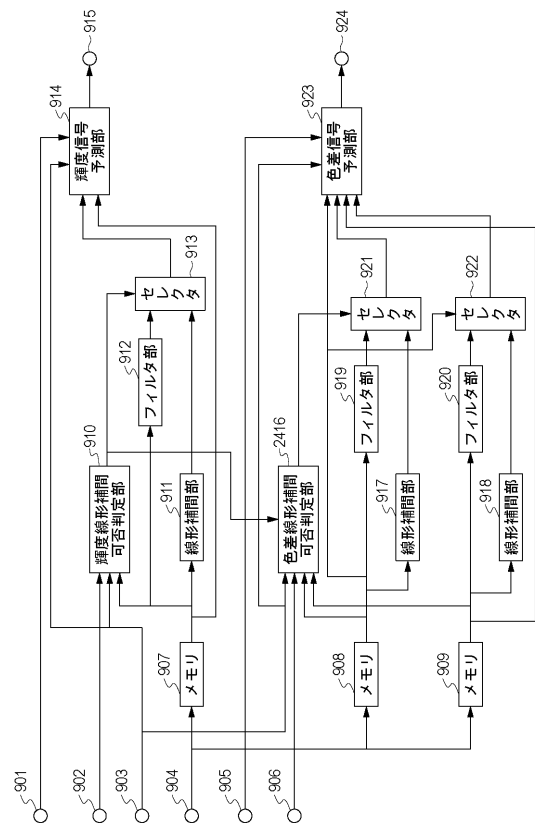 901
902
903
904
905
906
907
メモリ
908
メモリ
909
メモリ
910
輝度線形補間
可否判定部
911
線形補間部
912
フィルタ部
913
セレクタ
914
輝度信号
予測部
915
2416
色差線形補間
可否判定部
917
線形補間部
918
線形補間部
919
フィルタ部
920
フィルタ部
921
セレクタ
922
セレクタ
923
色差信号
予測部
924